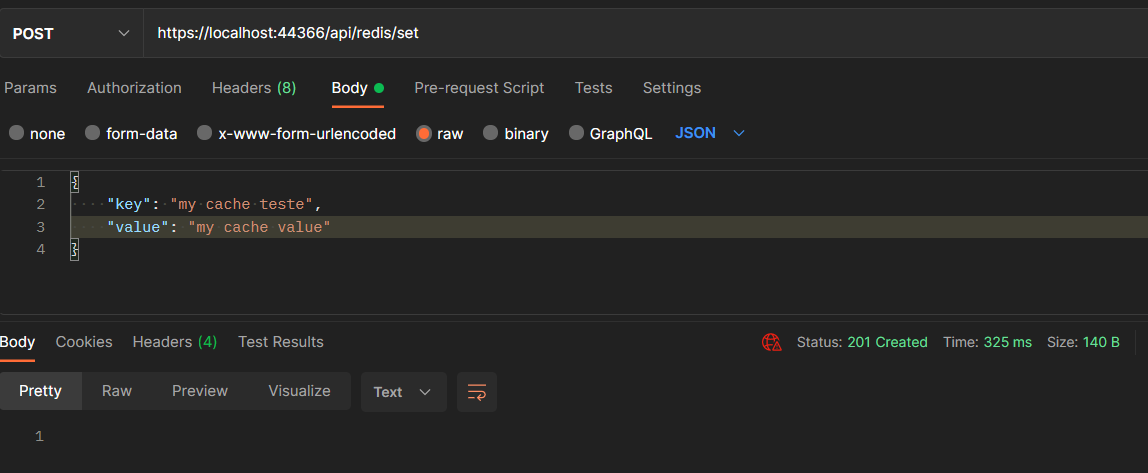 POST https://localhost:44366/api/redis/set
Params Authorization Headers (8) Body Pre-request Script Tests Settings
none form-data x-www-form-urlencoded raw binary GraphQL JSON
1 {
2 "key": "my cache teste",
3 "value": "my cache value"
4 }
Body Cookies Headers (4) Test Results Status: 201 Created Time: 325 ms Size: 140 B
Pretty Raw Preview Visualize Text
1